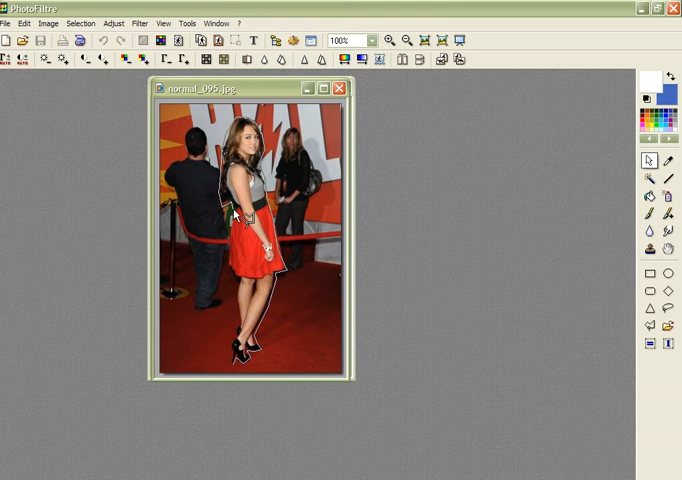 PhotoFiltre
File Edit Image Selection Adjust Filter View Tools Window ?
T 100%
normal_095.jpg